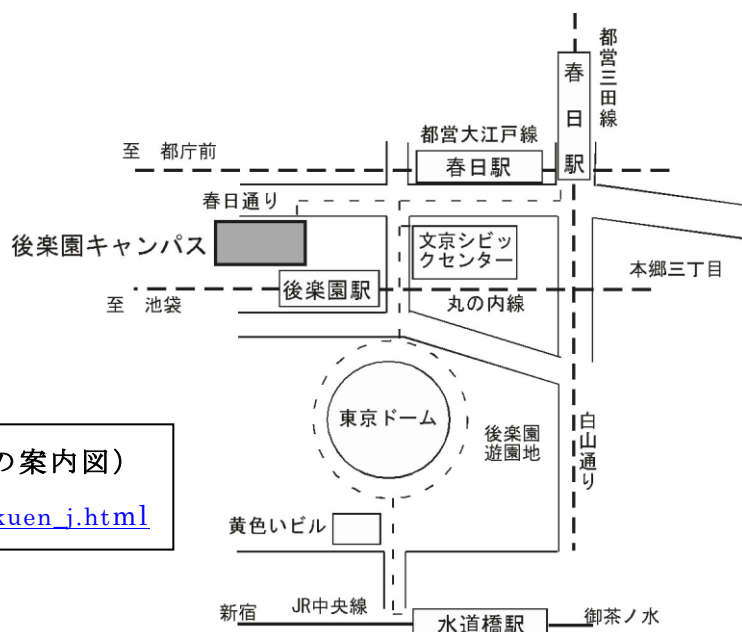 都営三田線
春日駅
都営大江戸線
春日駅
至　都庁前
春日通り
後楽園キャンパス
文京シビッ
クセンター
本郷三丁目
後楽園駅
至　池袋
丸の内線
東京ドーム
後楽園
遊園地
白山通り
の案内図）
kuen_j.html
黄色いビル
新宿
JR中央線
水道橋駅
御茶ノ水